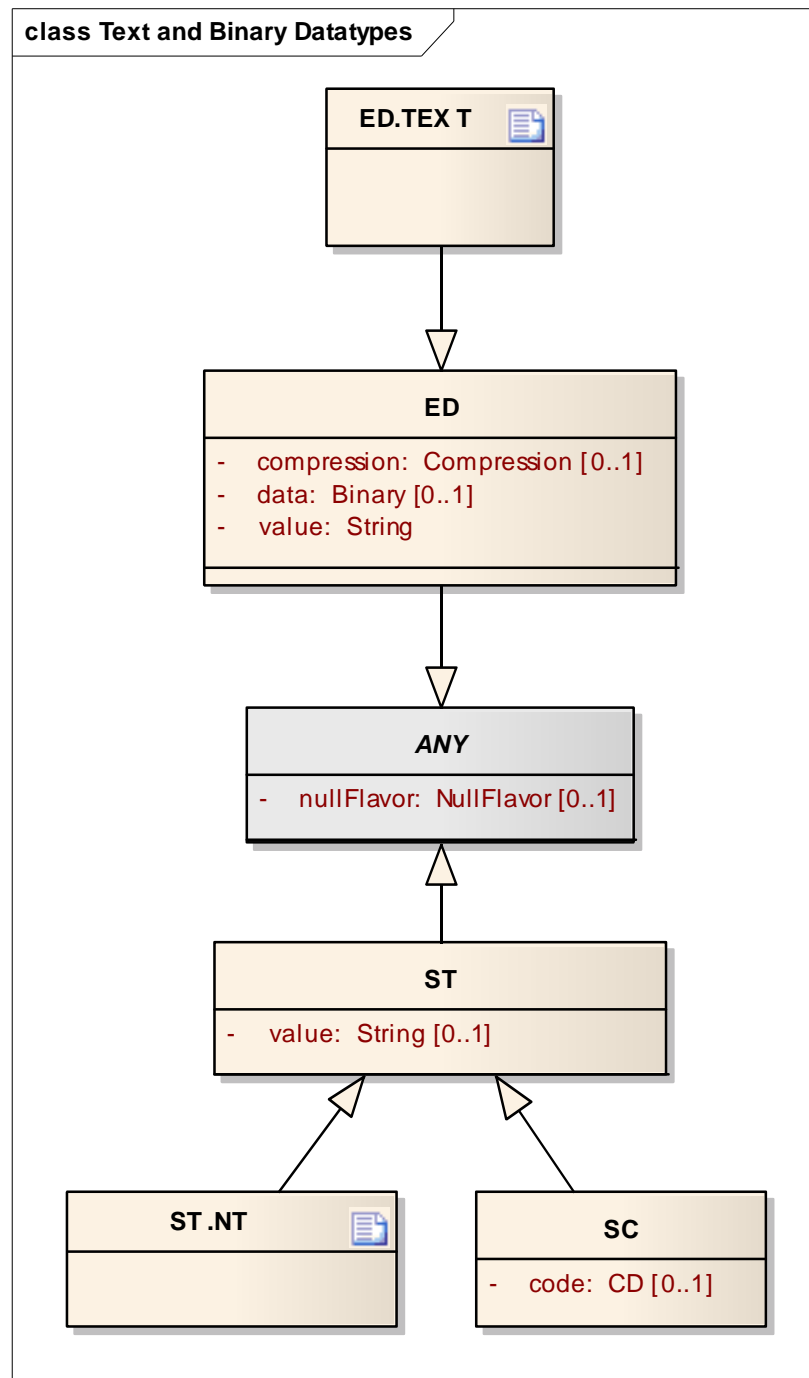 class Text and Binary Datatypes
ED.TEX T
ED
- compression: Compression [0..1]
- data: Binary [0..1]
- value: String
ANY
- nullFlavor: NullFlavor [0..1]
ST
- value: String [0..1]
ST .NT
SC
- code: CD [0..1]